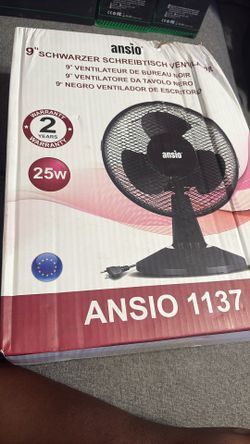 ansio
9" SCHWARZER SCHREIBTISCH
9" VENTILATEUR DE BUREAU NOIR
9" VENTILATORE DA TAVOLO NERO
9" NEGRO VENTILADOR DE ESCRITORIO
WARRANTY
2
YEARS
WARRANTY
25w
ansio
ANSIO 1137